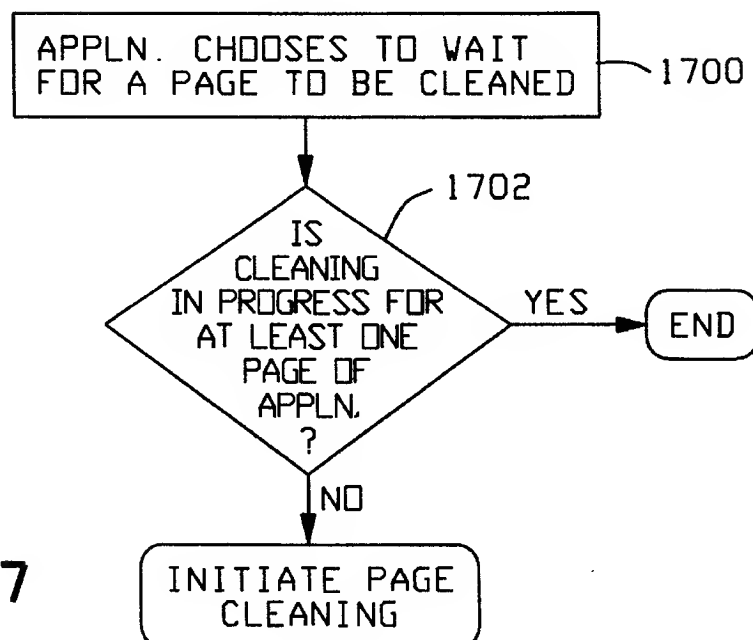 APPLN. CHOOSES TO WAIT
FOR A PAGE TO BE CLEANED
1700
1702
IS
CLEANING
IN PROGRESS FOR
AT LEAST ONE
PAGE OF
APPLN.
?
YES
END
NO
7
INITIATE PAGE
CLEANING